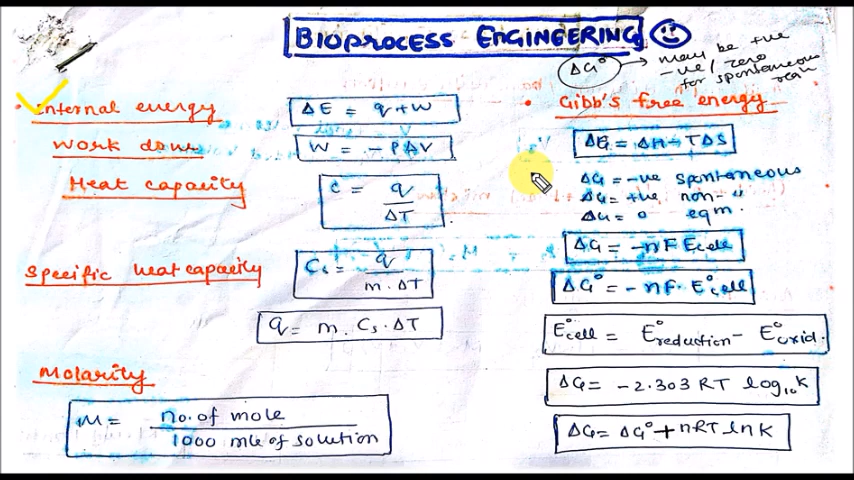 BIOPROCESS ENGINEERING
ΔG° → may be +ve
-ve / zero
for spontaneous
rean
• Internal energy
ΔE = q + W
Work done
W = - PΔV
Heat capacity
C = q / ΔT
Specific heat capacity
Cs = q / m · ΔT
q = m · Cs · ΔT
Molarity
M = no. of mole / 1000 ml of solution
• Gibb's free energy
ΔG = ΔH - TΔS
ΔG = -ve spontaneous
ΔG = +ve non- "
ΔG = 0 eqm.
ΔG = -nF Ecell
ΔG° = -nF · E°cell
E°cell = E°reduction - E°oxid.
ΔG = -2.303 RT log₁₀ K
ΔG = ΔG° + nRT ln K